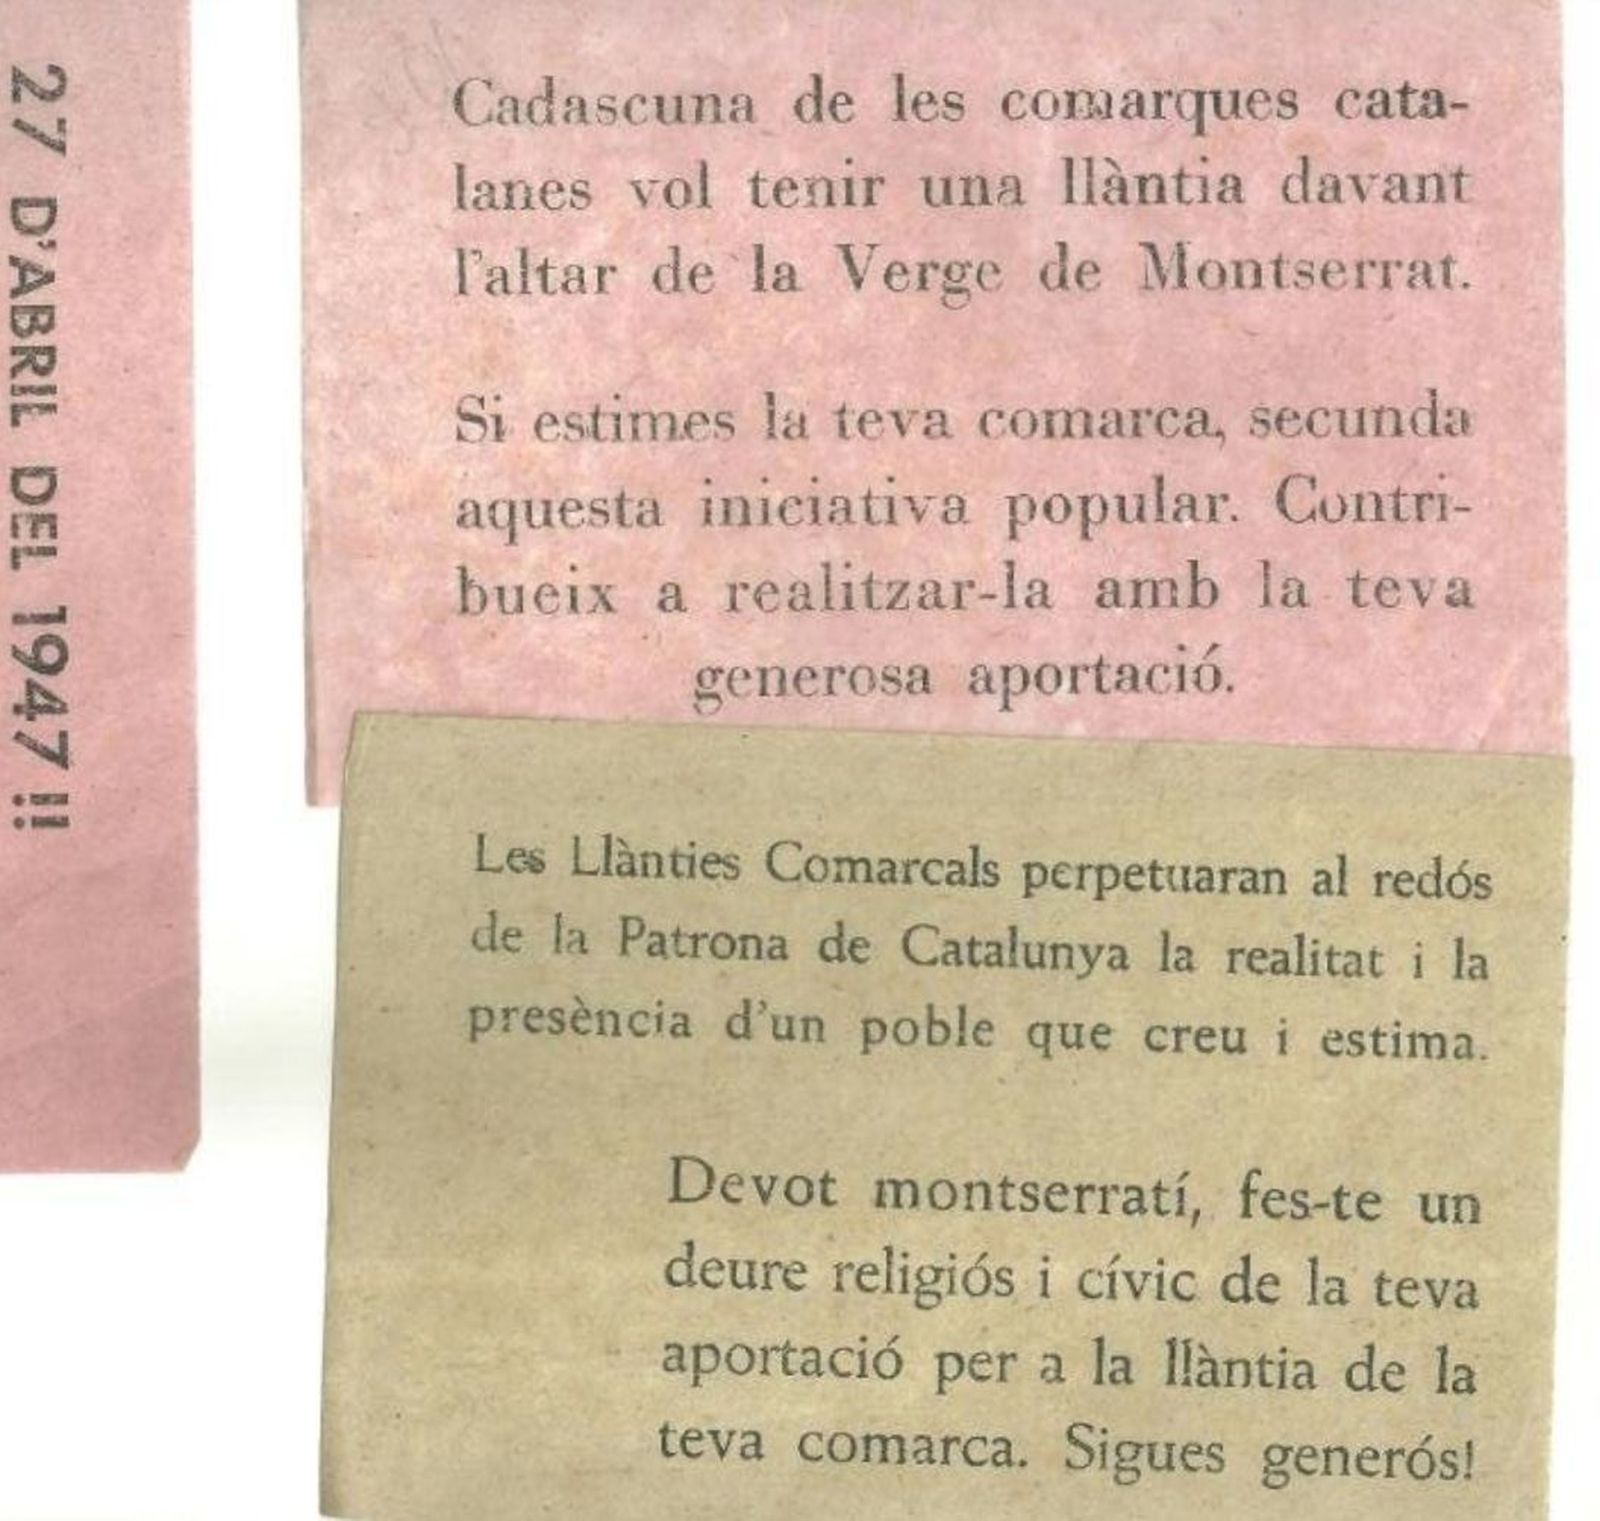 27 D'ABRIL DEL 1947 !!
Cadascuna de les comarques cata-
lanes vol tenir una llàntia davant
l'altar de la Verge de Montserrat.
Si estimes la teva comarca, secunda
aquesta iniciativa popular. Contri-
bueix a realitzar-la amb la teva
generosa aportació.
Les Llànties Comarcals perpetuaran al redós
de la Patrona de Catalunya la realitat i la
presència d'un poble que creu i estima.
Devot montserratí, fes-te un
deure religiós i cívic de la teva
aportació per a la llàntia de la
teva comarca. Sigues generós!